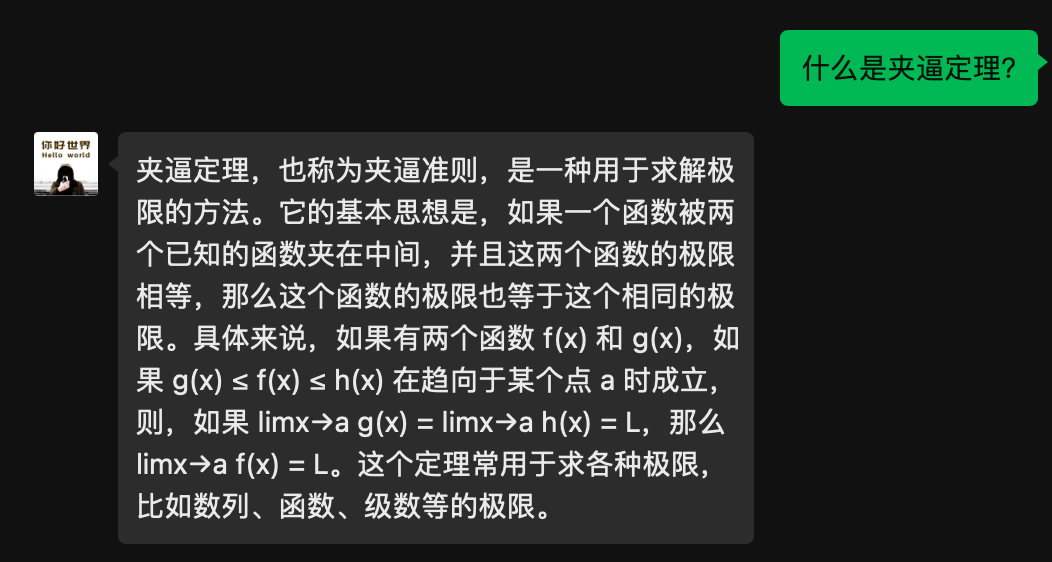 什么是夹逼定理?
你好世界
Hello world
夹逼定理，也称为夹逼准则，是一种用于求解极
限的方法。它的基本思想是，如果一个函数被两
个已知的函数夹在中间，并且这两个函数的极限
相等，那么这个函数的极限也等于这个相同的极
限。具体来说，如果有两个函数 f(x) 和 g(x)，如
果 g(x) ≤ f(x) ≤ h(x) 在趋向于某个点 a 时成立，
则，如果 limx→a g(x) = limx→a h(x) = L，那么
limx→a f(x) = L。这个定理常用于求各种极限，
比如数列、函数、级数等的极限。